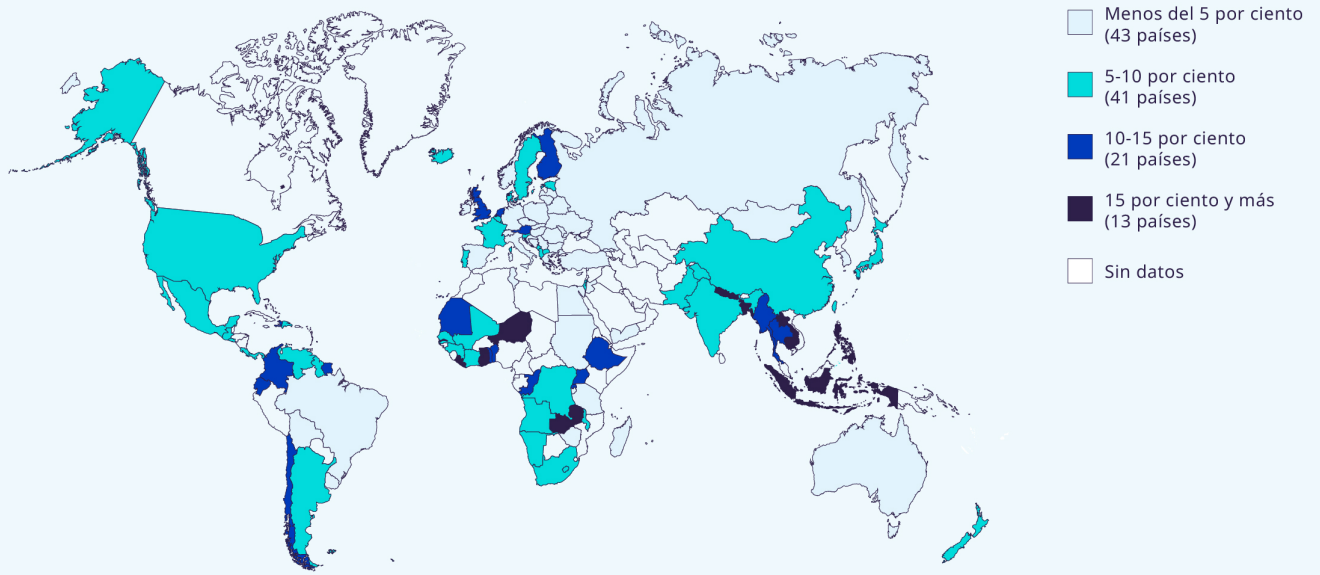 Menos del 5 por ciento
(43 países)
5-10 por ciento
(41 países)
10-15 por ciento
(21 países)
15 por ciento y más
(13 países)
Sin datos